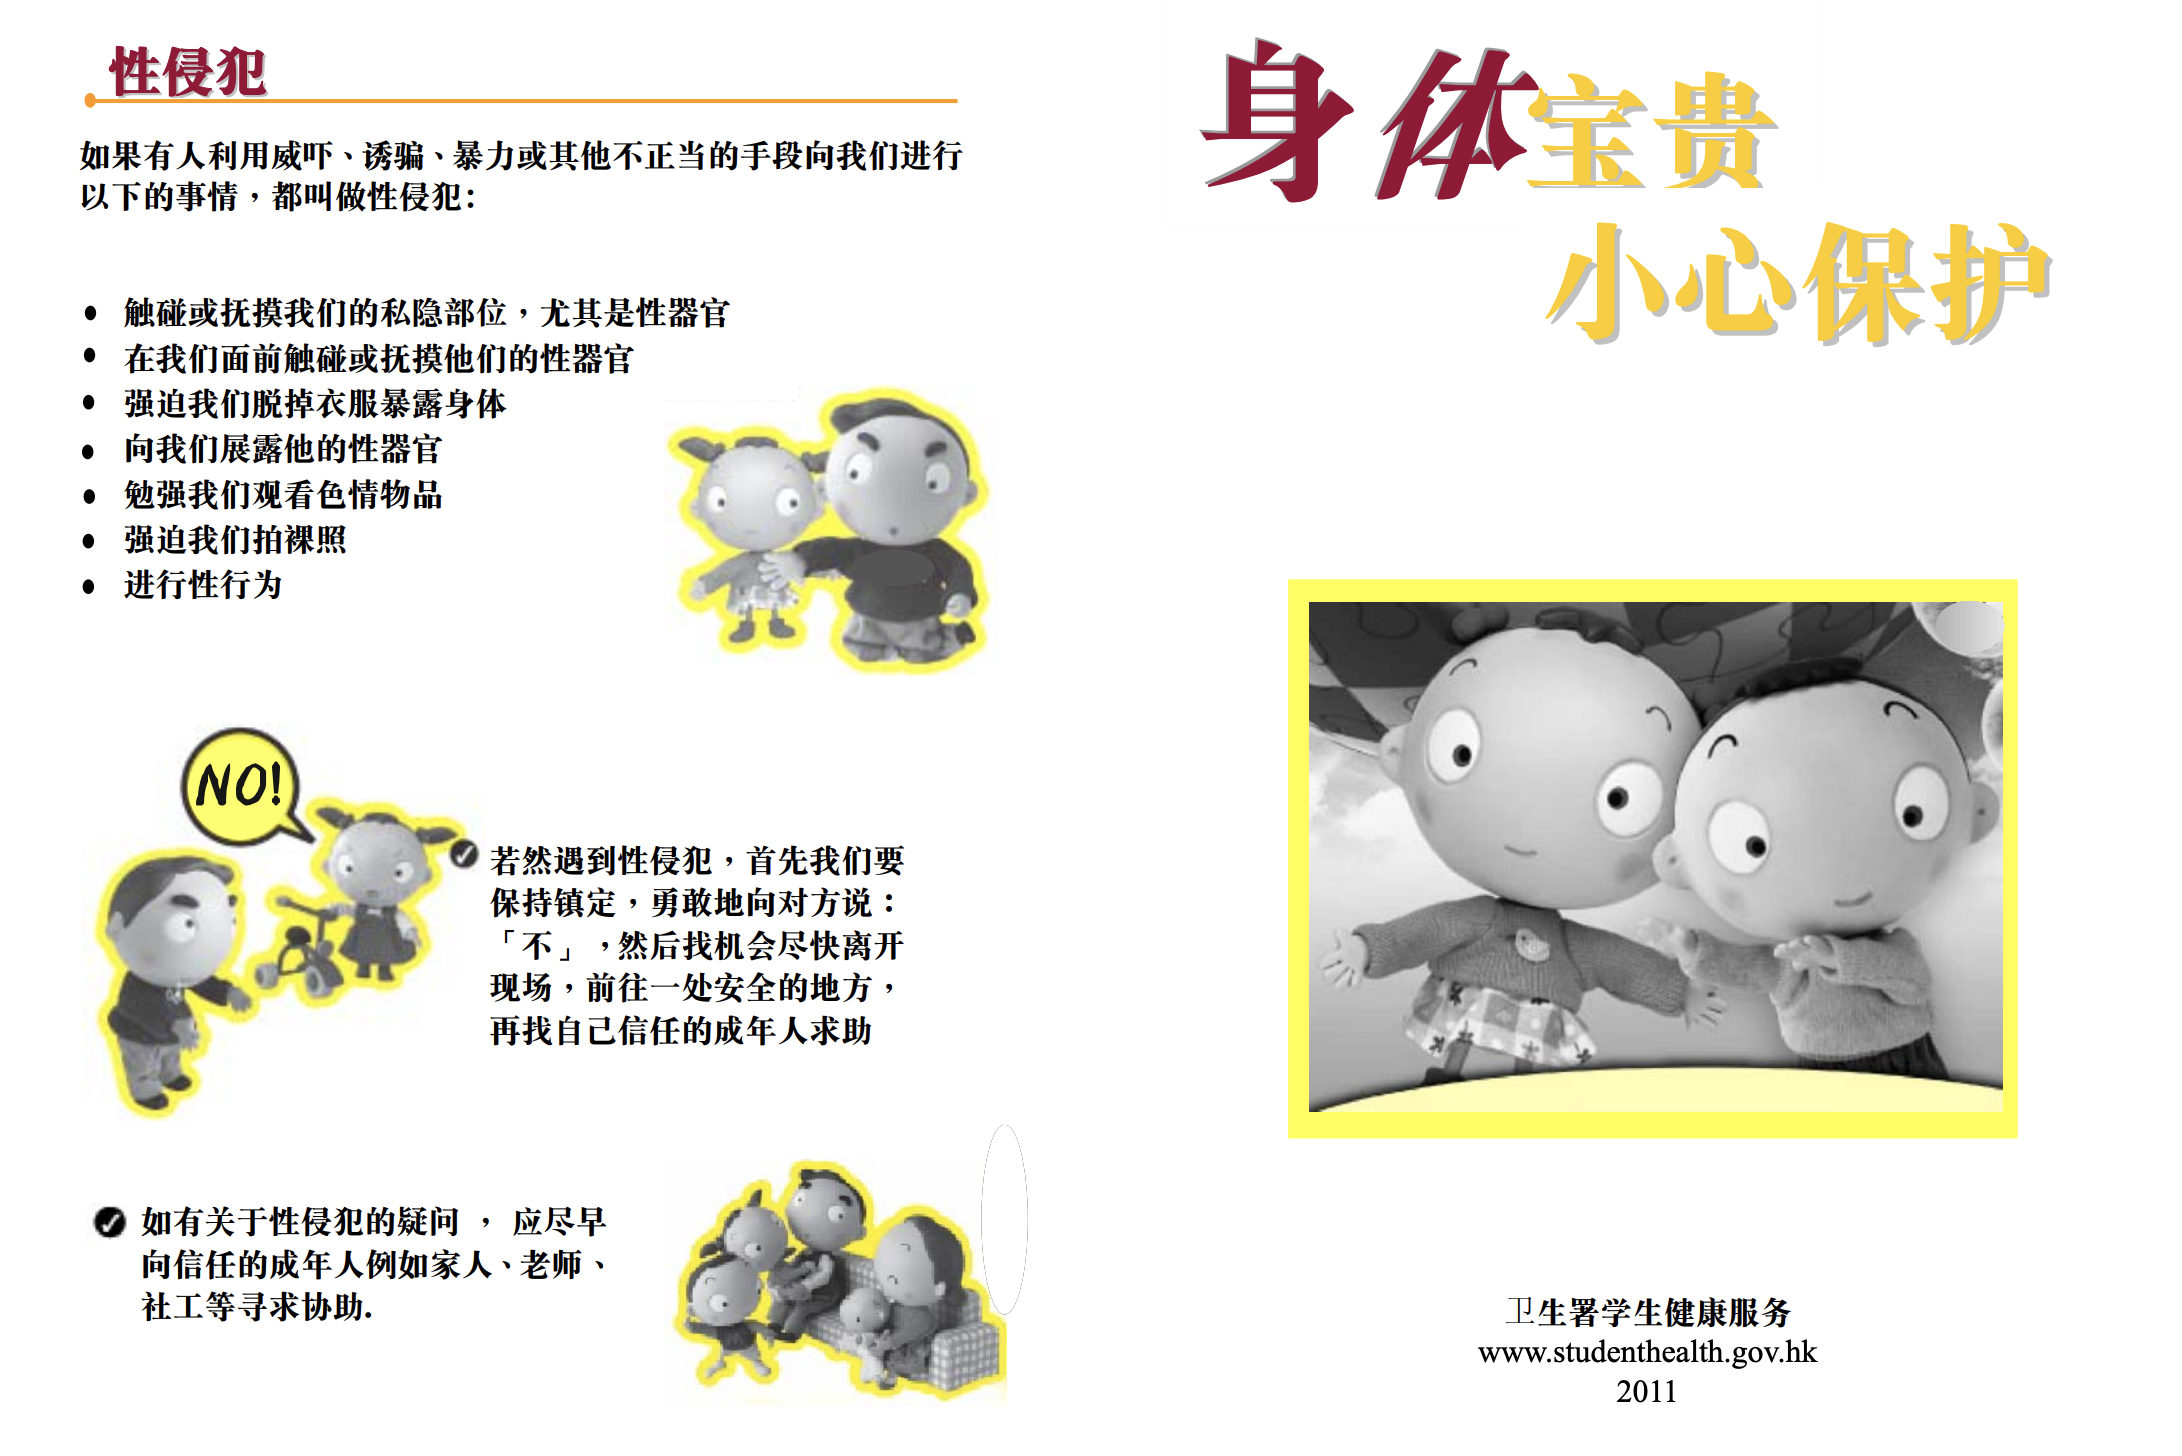 性侵犯
如果有人利用威吓、诱骗、暴力或其他不正当的手段向我们进行
以下的事情，都叫做性侵犯：
● 触碰或抚摸我们的私隐部位，尤其是性器官
● 在我们面前触碰或抚摸他们的性器官
● 强迫我们脱掉衣服暴露身体
● 向我们展露他的性器官
● 勉强我们观看色情物品
● 强迫我们拍裸照
● 进行性行为
NO!
若然遇到性侵犯，首先我们要
保持镇定，勇敢地向对方说：
「不」，然后找机会尽快离开
现场，前往一处安全的地方，
再找自己信任的成年人求助
如有关于性侵犯的疑问 ， 应尽早
向信任的成年人例如家人、老师、
社工等寻求协助.
身体宝贵
小心保护
卫生署学生健康服务
www.studenthealth.gov.hk
2011